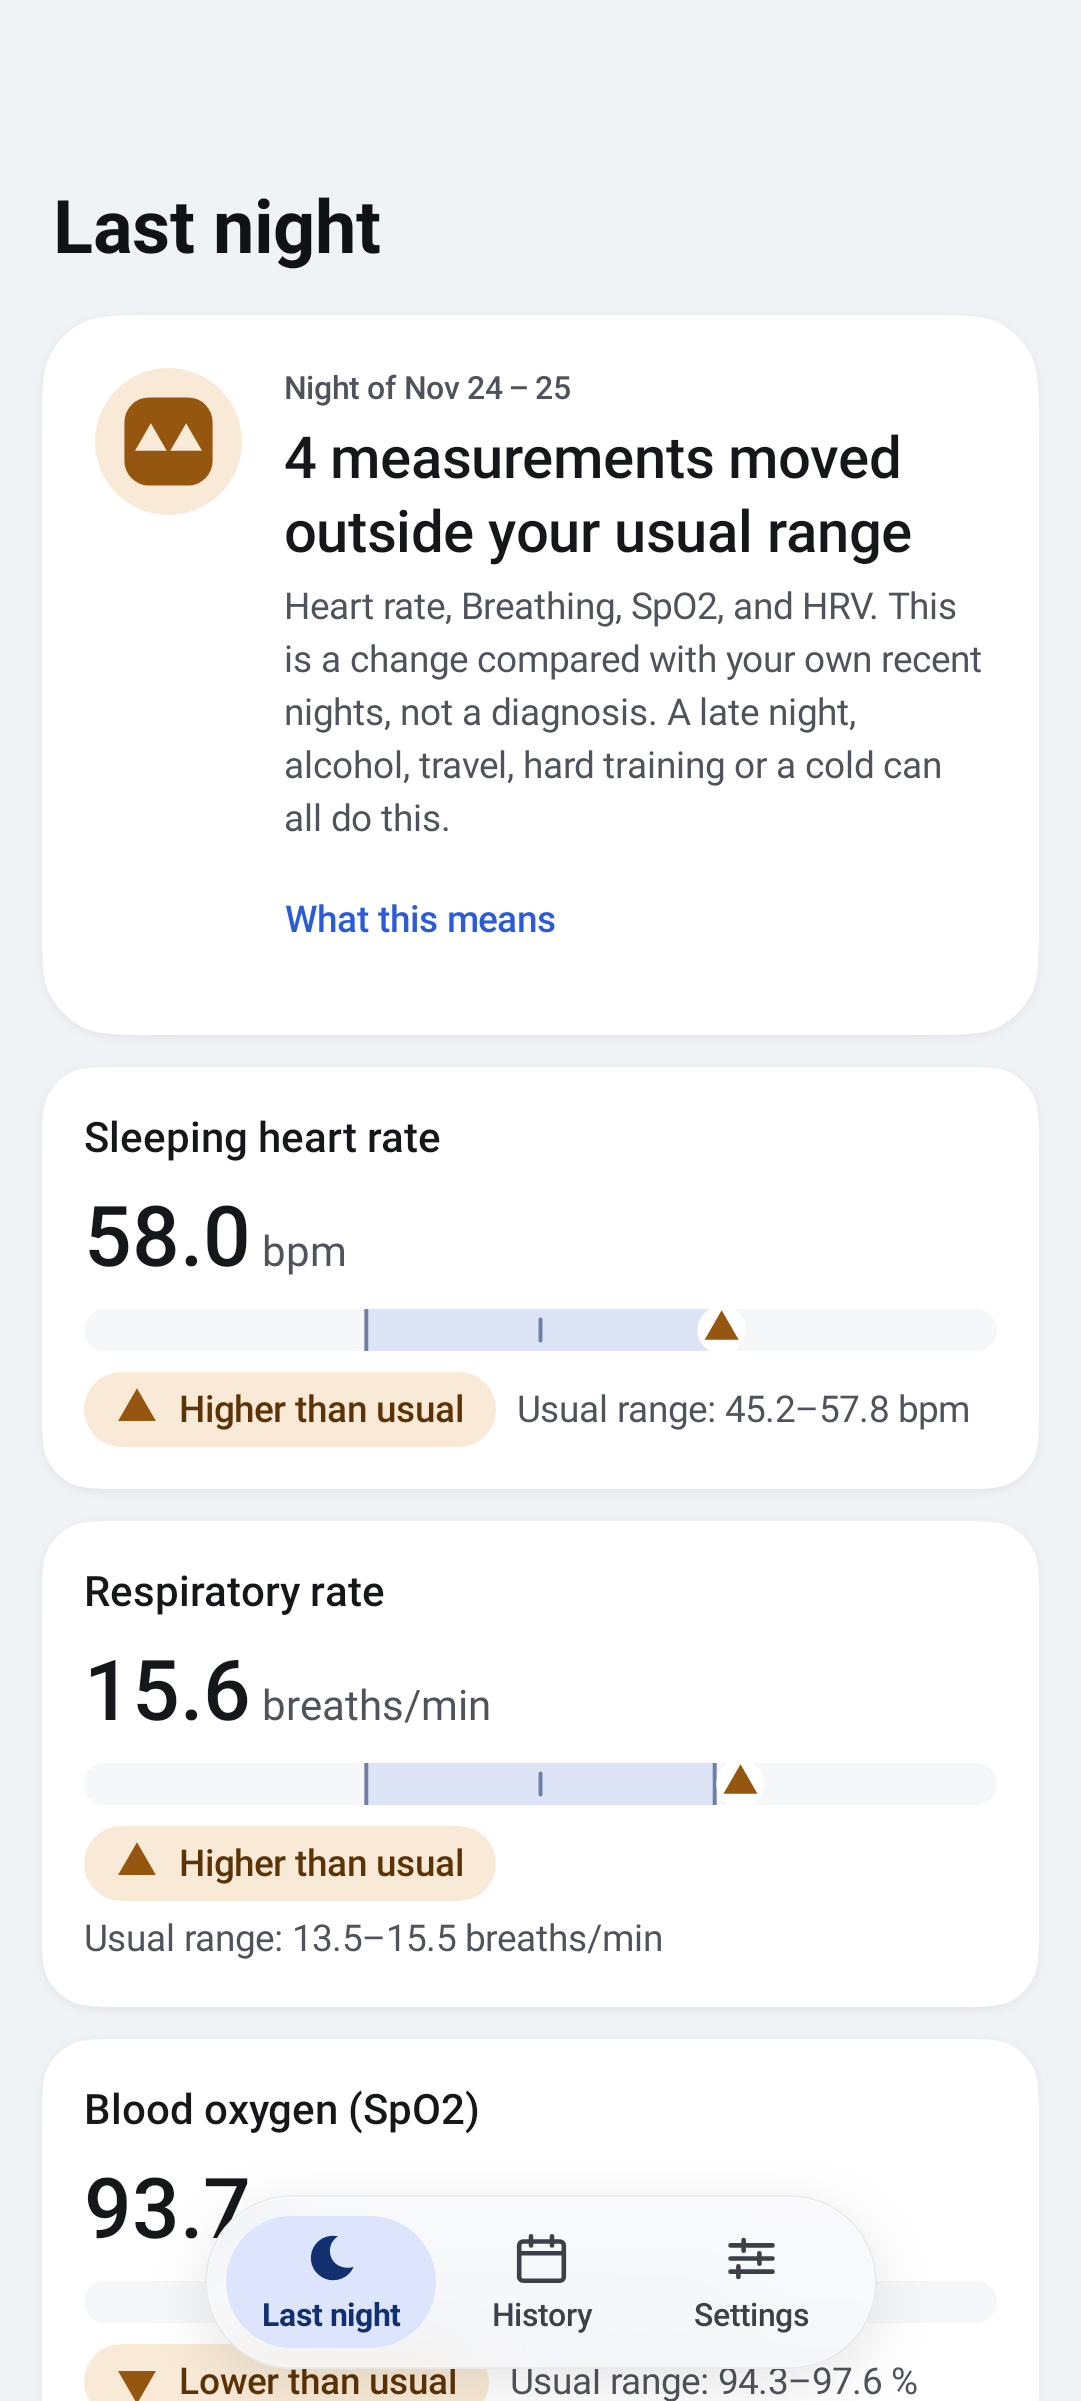 Last night
Night of Nov 24 – 25
4 measurements moved
outside your usual range
Heart rate, Breathing, SpO2, and HRV. This
is a change compared with your own recent
nights, not a diagnosis. A late night,
alcohol, travel, hard training or a cold can
all do this.
What this means
Sleeping heart rate
58.0 bpm
Higher than usual Usual range: 45.2–57.8 bpm
Respiratory rate
15.6 breaths/min
Higher than usual
Usual range: 13.5–15.5 breaths/min
Blood oxygen (SpO2)
93.7
Last night History Settings
Lower than usual Usual range: 94.3–97.6 %